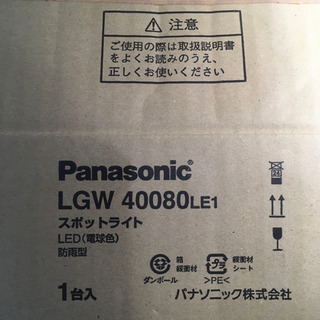 ⚠ 注意
ご使用の際は取扱説明書
をよくお読みのうえ、
正しくお使いください
Panasonic®
LGW 40080LE1
スポットライト
LED(電球色)
防雨型
箱 緩衝材
ダンボール
プラ
緩衝材
シート
>PE<
1台入
パナソニック株式会社